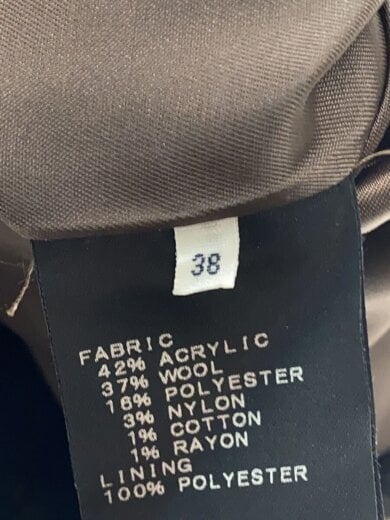 38
FABRIC
42% ACRYLIC
37% WOOL
16% POLYESTER
3% NYLON
1% COTTON
1% RAYON
LINING
100% POLYESTER